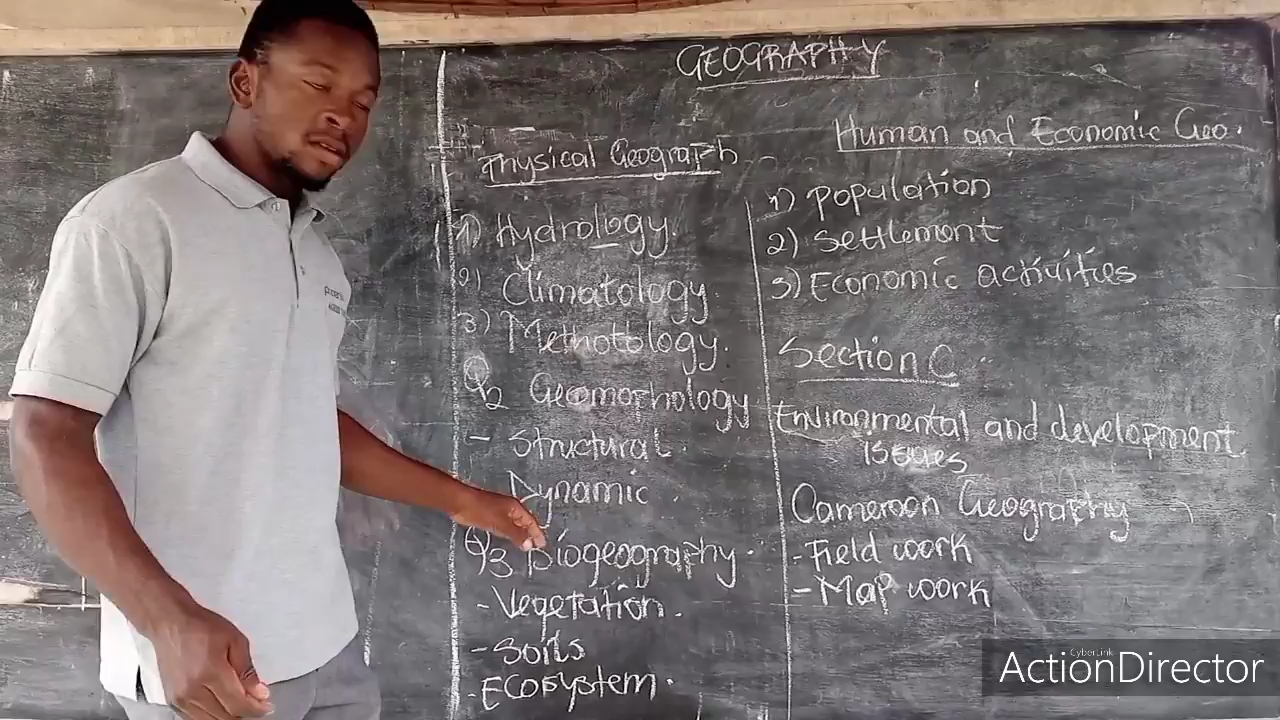 GEOGRAPHY
Physical Geograph
1) Hydrology.
2) Climatology.
3) Methotology.
Q2 Geomorhology
- Structural.
Dynamic.
Q3 Biogeography.
- Vegetation.
- Soils
- Ecosystem.
Human and Economic Geo.
1) Population
2) Settlement
3) Economic activities
Section C
Environmental and development
issues
Cameroon Geography
- Field work
- Map work
CyberLink
ActionDirector